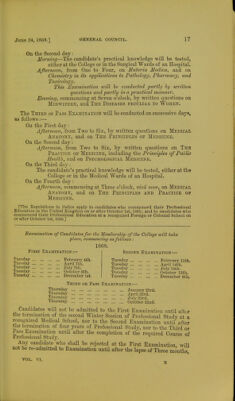 June 24, 1868.] GENERAL COUNCIL. 17
On the Second day:
Morning—The candidate's practical knowledge will be tested,
either at the College or in the Surgical Wards of an Hospital.
Afternoon, from One to Four, on Materia Medica, and on
Chemistry in its applications to Pathology, Pharmacy, and
Toxicology.
This Examination will be conducted partly by written
questions and partly in a practical manner.
Evening, commencing at Seven o'clock, by written questions on
MIDWIFERY, and THE DISEASES PECULIAR TO WOMEN.
The THIRD OR PASS EXAMINATION will be conducted on successive days,
as follows:—
On the First day:
Afternoon, from Two to Six, by written questions on MEDICAL
ANATOMY, and on THE PRINCIPLES OF MEDICINE.
On the Second day:
Afternoon, from Two to Six, by written questions on THE
PRACTICE OF MEDICINE, including the Principles of Public
Health, and on PSYCHOLOGICAL MEDICINE.
On the Third day:
The candidate's practical knowledge will be tested, either at the
College or in the Medical Wards of an Hospital.
On the Fourth day:
Afternoon, commencing at Three o'clock, vivâ voce, on MEDICAL
ANATOMY, and on THE PRINCIPLES AND PRACTICE OF
MEDICINE.
[The Regulations in italics apply to candidates who commenced their Professional
Education in the United Kingdom on or after October 1st, 1866; and to candidates who
commenced their Professional Education at a recognised Foreign or Colonial School on
or after October 1st, 1868.]
Examination of Candidates for the Membership of the College will take
place, commencing as follows:
1868.
FIRST EXAMINATION— SECOND EXAMINATION—
Tuesday February 4th. Tuesday February 11th.
Tuesday April 7th. Tuesday April 14th.
Tuesday July 7th. Tuesday July 14th.
Tuesday October 6th. Tuesday October 13th.
Tuesday December 1st. Tuesday December 8th.
THIRD OR PASS EXAMINATION—
Thursday January 23rd.
Thursday April 23rd.
Thursday July 23rd.
Thursday October 22nd.
Candidates will not be admitted to the First Examination until after
the termination of the second Winter Session of Professional Study at a
recognised Medical School, nor to the Second Examination until after
the termination of four years of Professional Study, nor to the Third or
Pass Examination until after the completion of the required Course of
Professional Study.
Any candidate who shall be rejected at the First Examination, will
not be re-admitted to Examination until after the lapse of Three months,
VOL. VI.